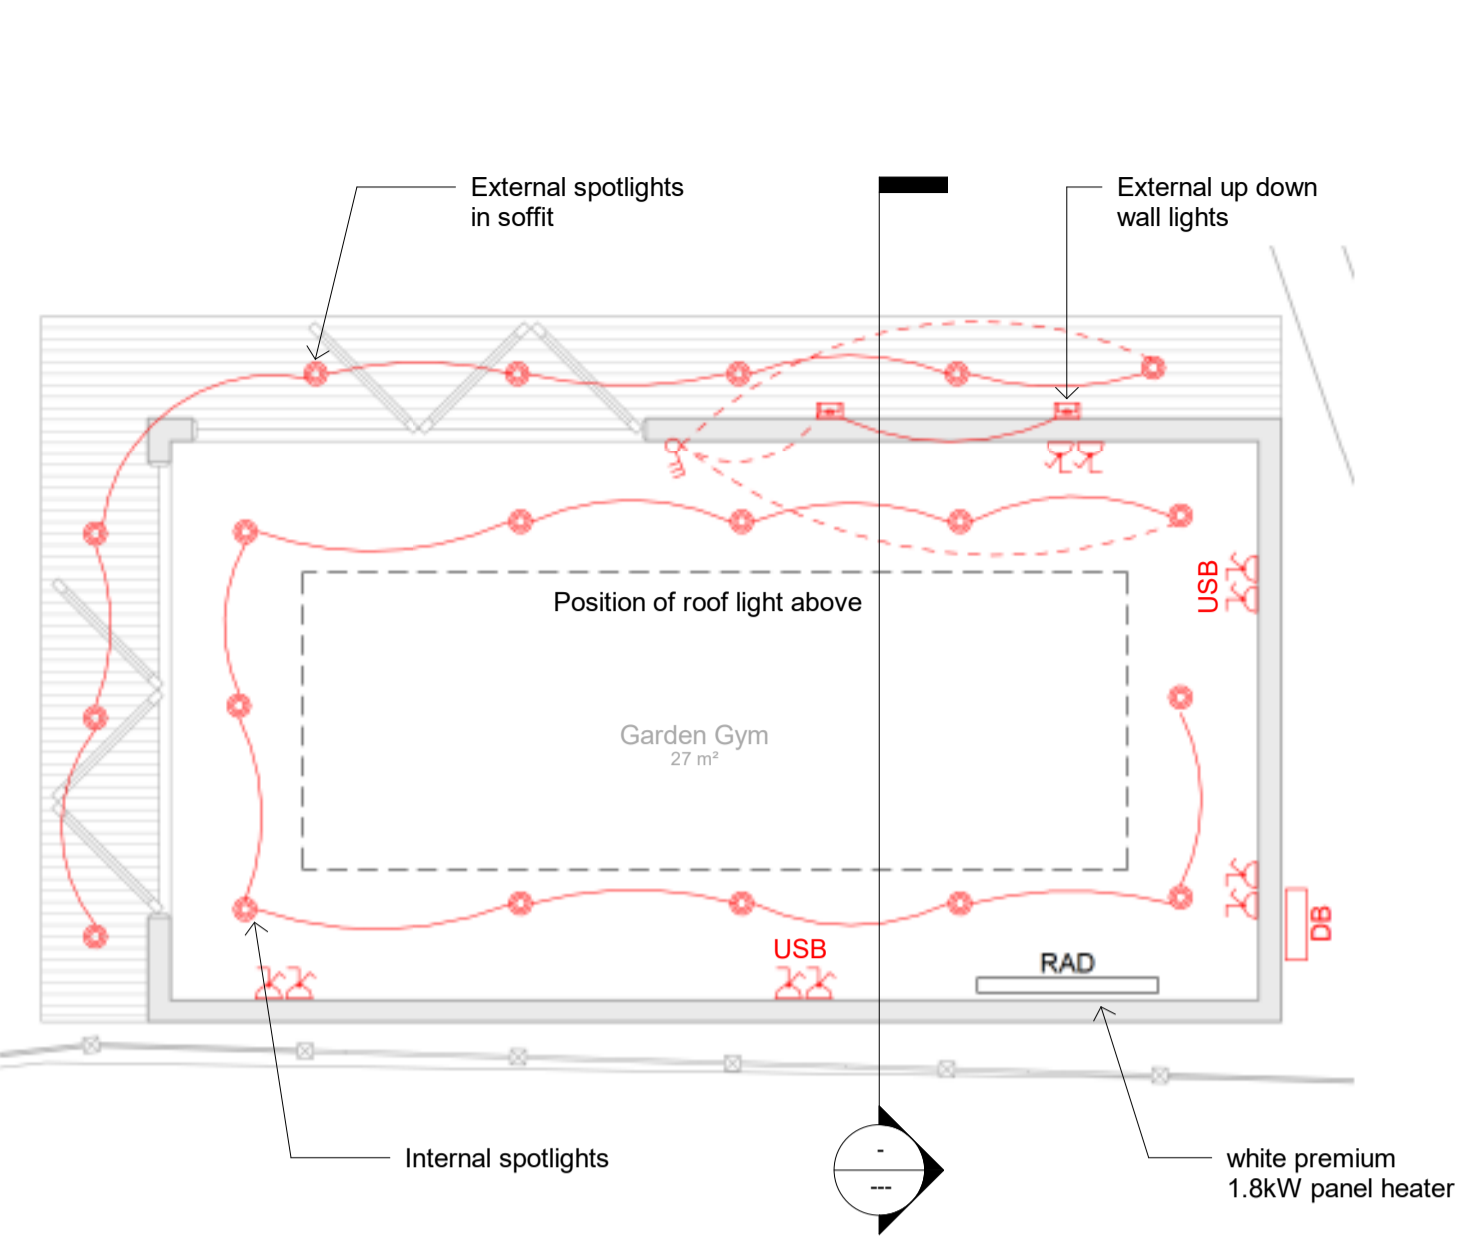 External spotlights
in soffit
External up down
wall lights
Position of roof light above
USB
Garden Gym
27 m²
DB
USB
RAD
Internal spotlights
-
---
white premium
1.8kW panel heater